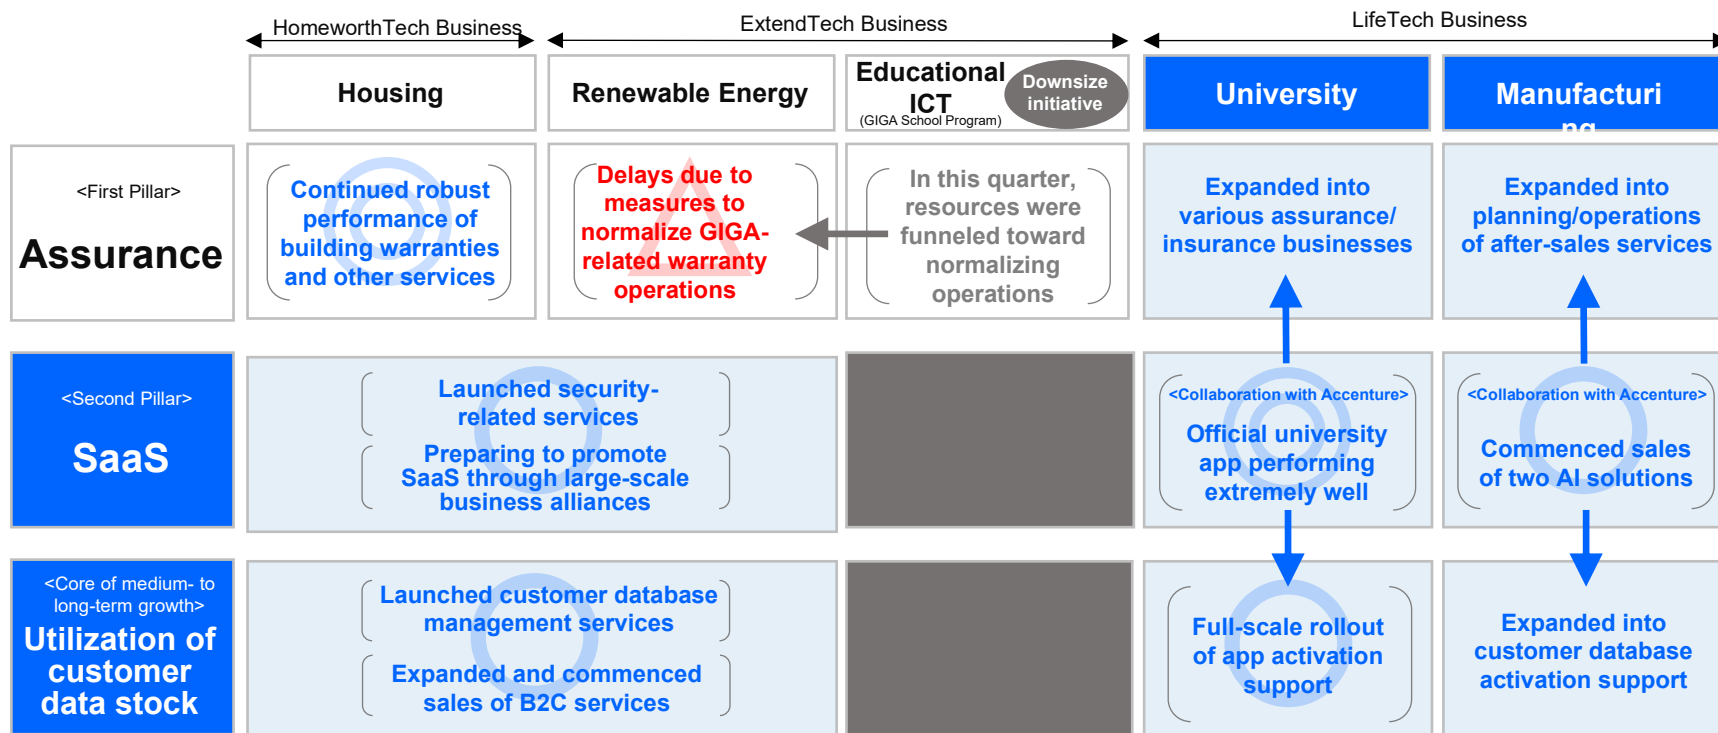 HomeworthTech Business
ExtendTech Business
LifeTech Business
Housing
Renewable Energy
Educational
ICT
(GIGA School Program)
Downsize
initiative
University
Manufacturi
ng
<First Pillar>
Assurance
Continued robust
performance of
building warranties
and other services
Delays due to
measures to
normalize GIGA-
related warranty
operations
In this quarter,
resources were
funneled toward
normalizing
operations
Expanded into
various assurance/
insurance businesses
Expanded into
planning/operations
of after-sales services
<Second Pillar>
SaaS
Launched security-
related services
Preparing to promote
SaaS through large-scale
business alliances
<Collaboration with Accenture>
Official university
app performing
extremely well
<Collaboration with Accenture>
Commenced sales
of two AI solutions
<Core of medium- to
long-term growth>
Utilization of
customer
data stock
Launched customer database
management services
Expanded and commenced
sales of B2C services
Full-scale rollout
of app activation
support
Expanded into
customer database
activation support